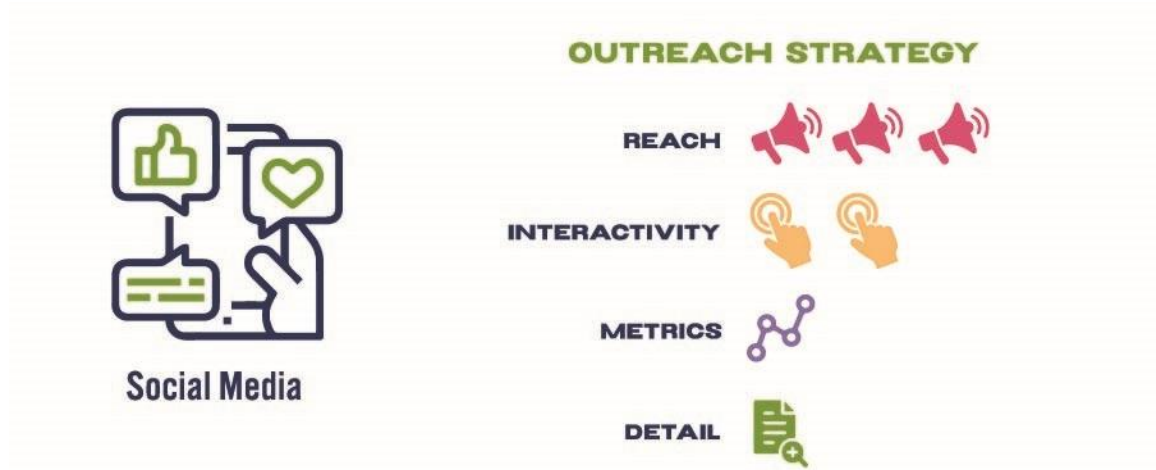 OUTREACH STRATEGY
REACH
INTERACTIVITY
METRICS
DETAIL
Social Media